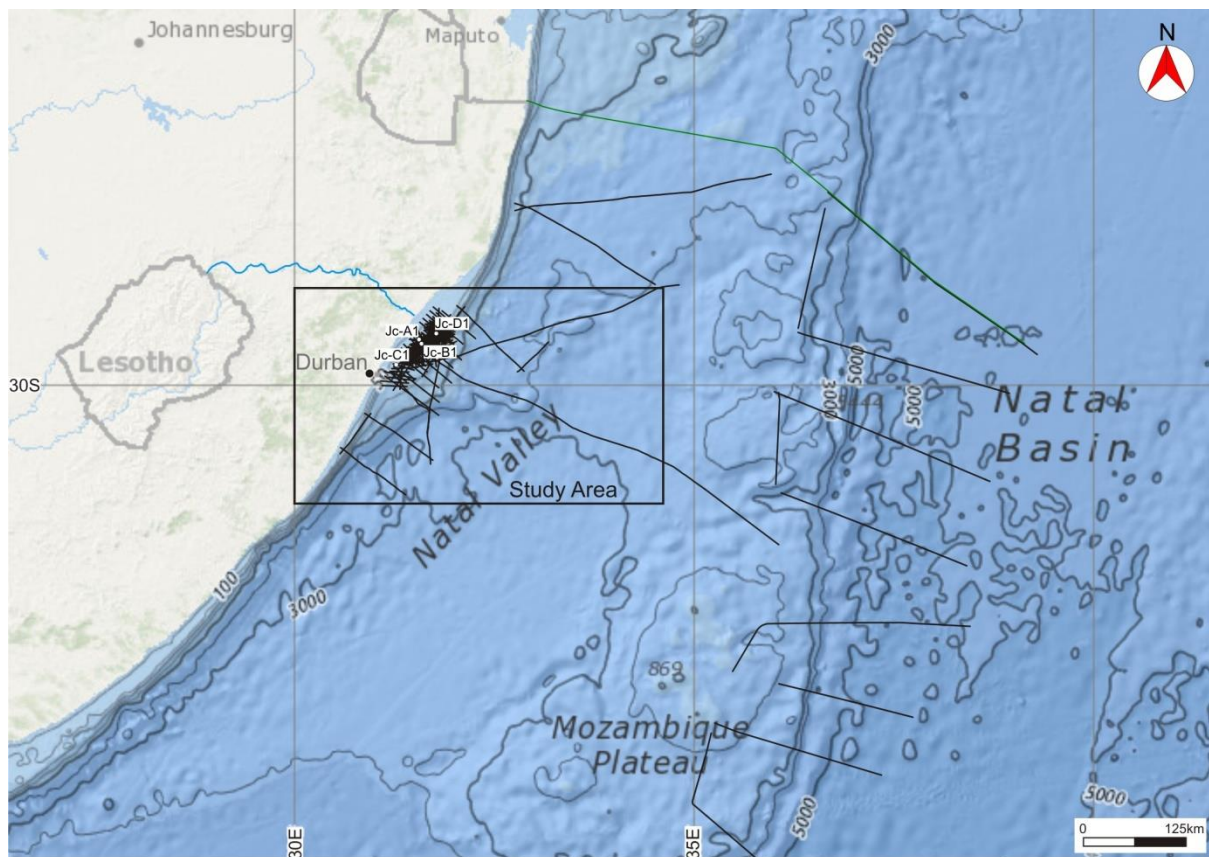 Johannesburg
Maputo
3000
N
Jc-D1
Jc-A1
Jc-C1
Jc-B1
Durban
Lesotho
30S
5000
3000
5000
Natal
Basin
Natal Valley
Study Area
100
3000
869
Mozambique
Plateau
5000
5000
30E
35E
0
125km